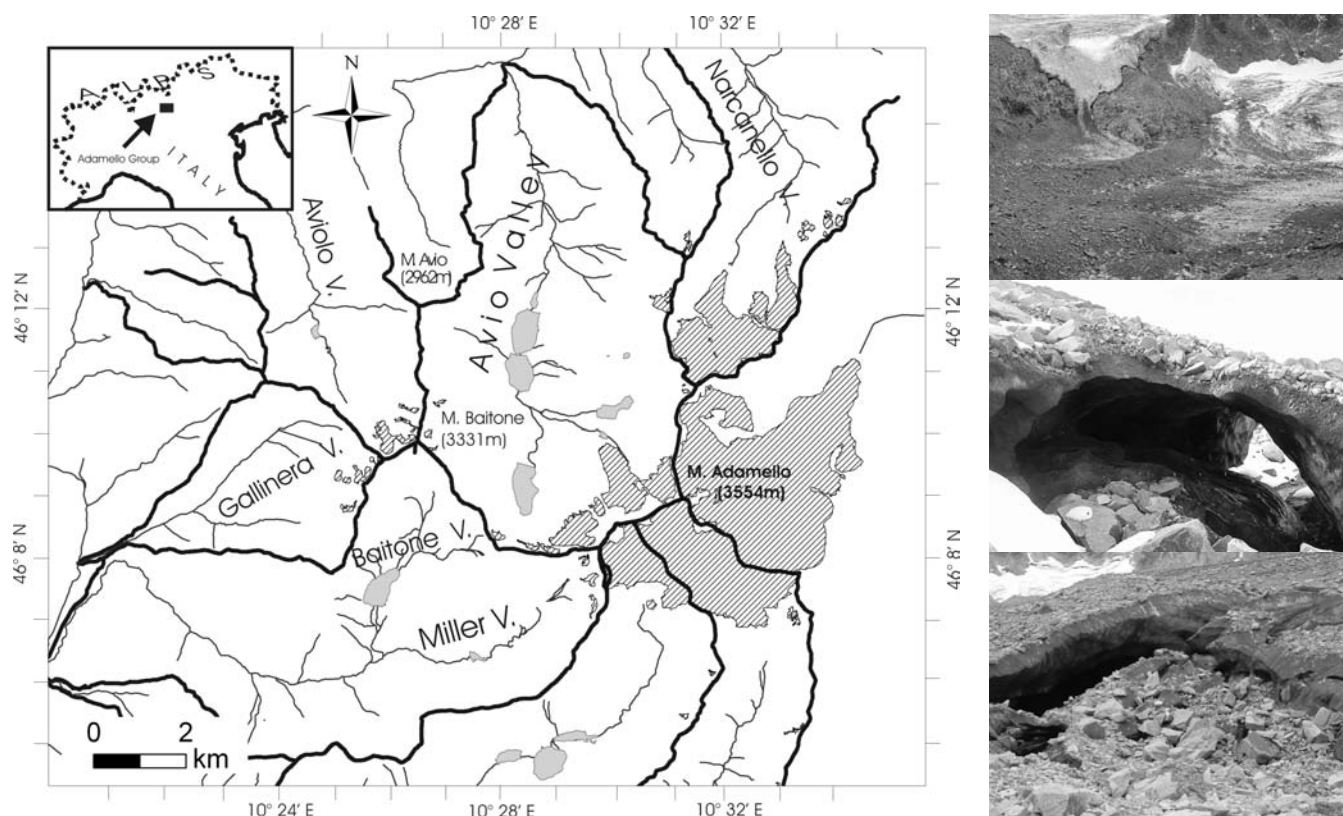 10° 28′ E
10° 32′ E
ALPS
Adamello Group
ITALY
N
Narcanello V.
Aviolo V.
M. Avio
(2962m)
Avio Valley
46° 12′ N
46° 12′ N
M. Baitone
(3331m)
Gallinera V.
M. Adamello
(3554m)
Baitone V.
46° 8′ N
46° 8′ N
Miller V.
0 2
km
10° 24′ E
10° 28′ E
10° 32′ E